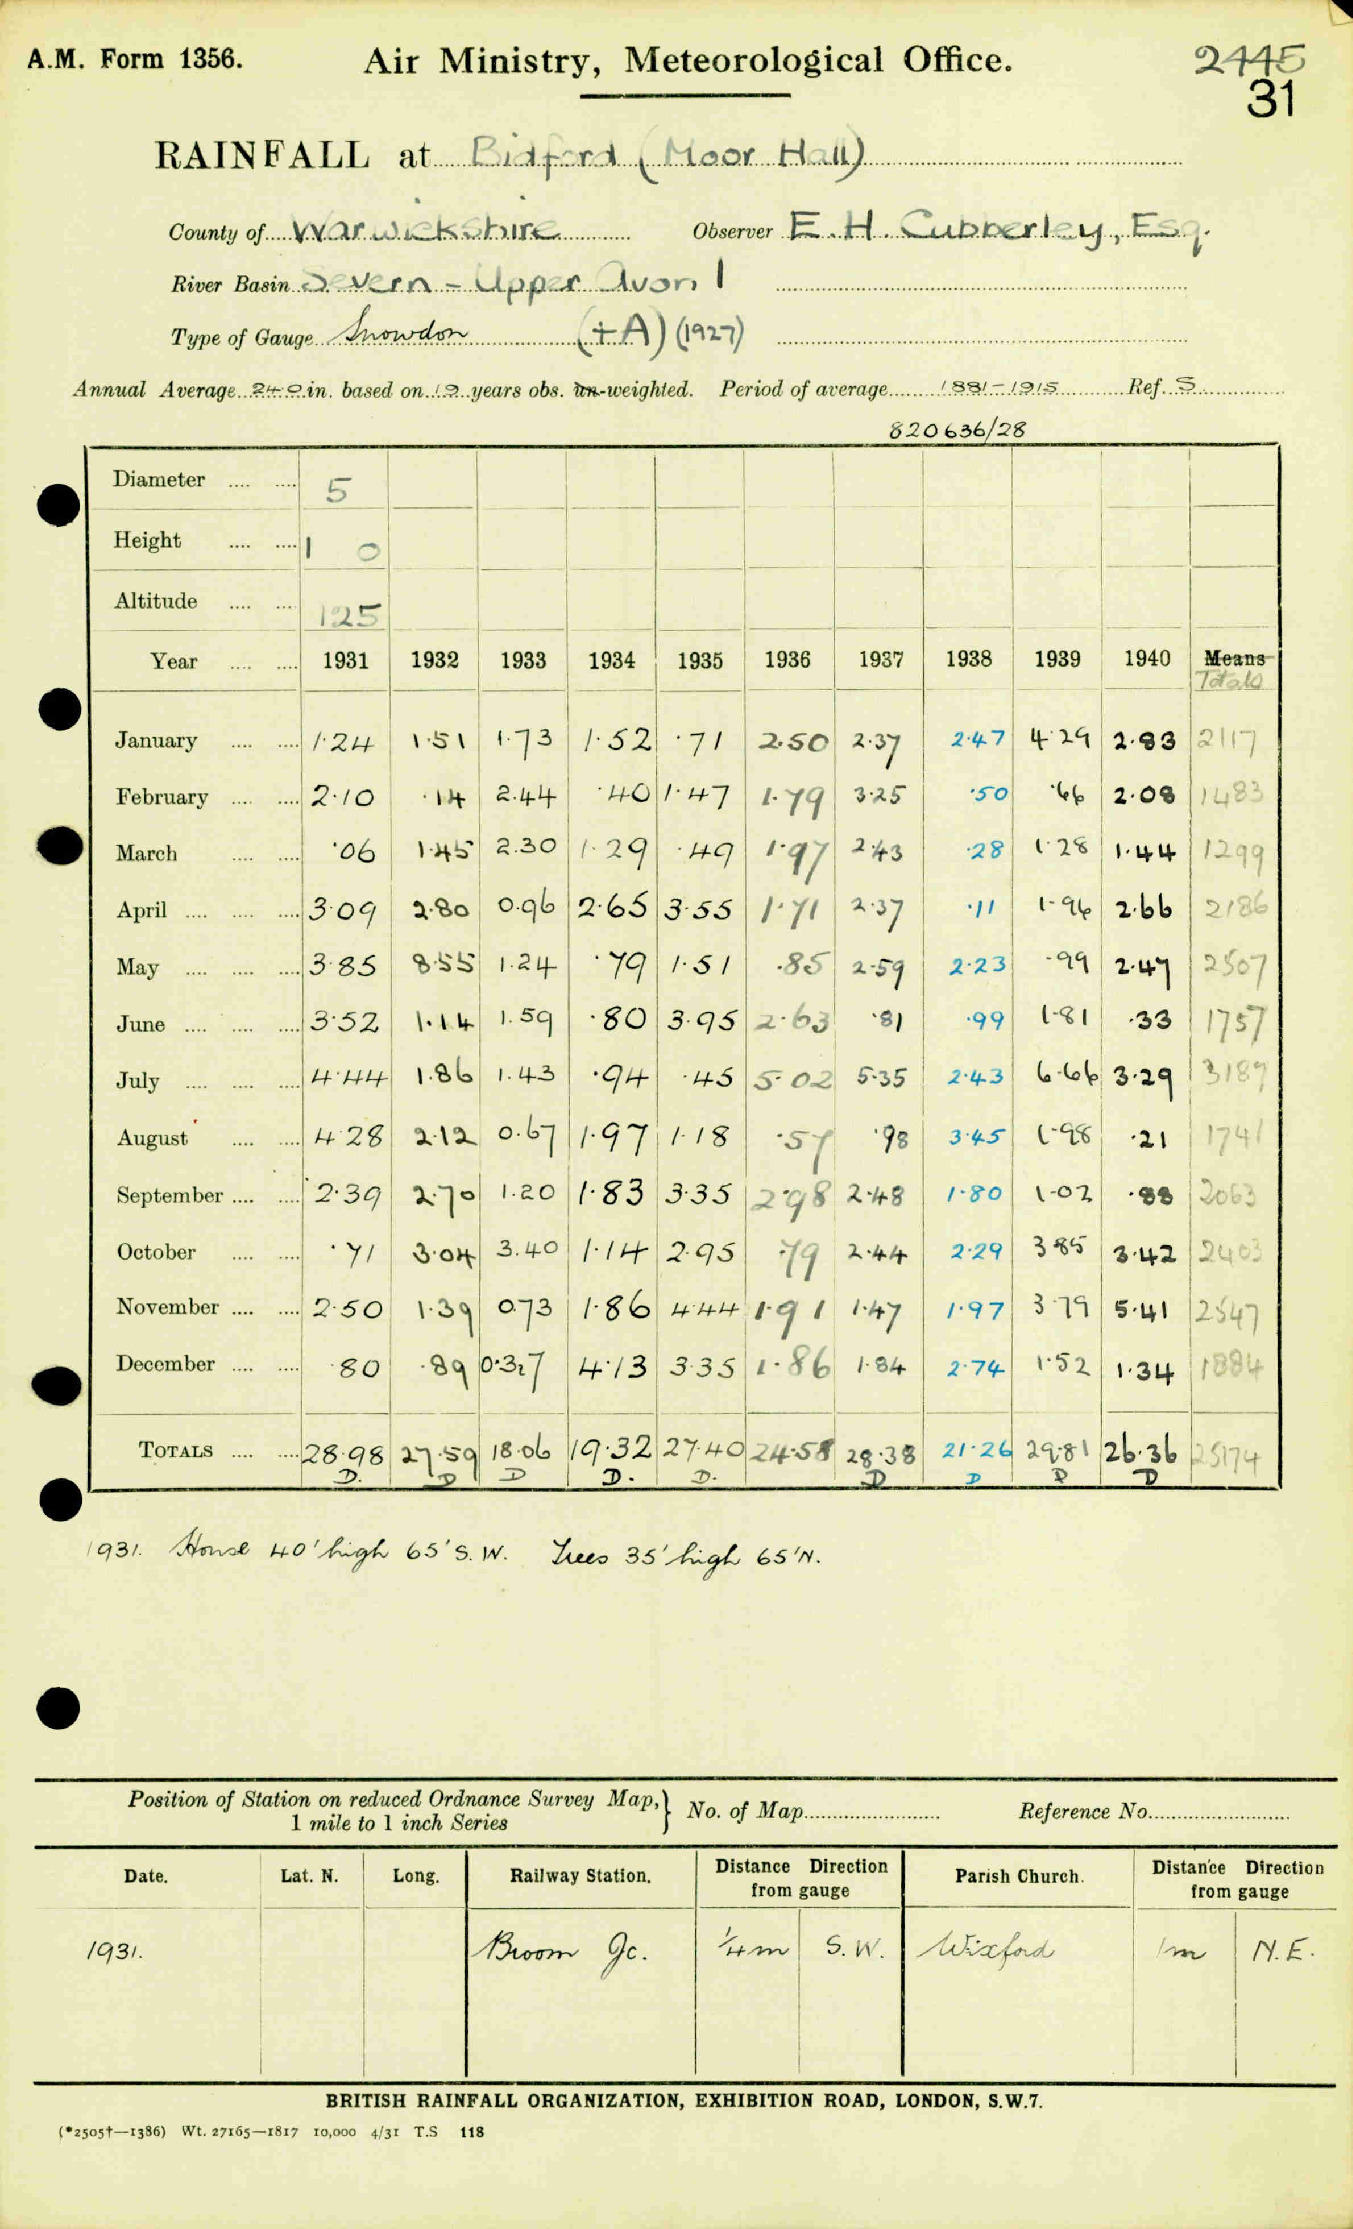 A.M. Form 1356.
Air Ministry, Meteorological Office.
2445
31
RAINFALL at Bidford (Moor Hall)
County of Warwickshire Observer E. H. Cubberley, Esq.
River Basin Severn - Upper Avon 1
Type of Gauge Snowdon (+A) (1927)
Annual Average 24.0 in. based on 19 years obs. un-weighted. Period of average 1881-1915 Ref. S
820636/28
Diameter 5
Height 1 0
Altitude 125
Year 1931 1932 1933 1934 1935 1936 1937 1938 1939 1940 Means
Totals
January 1.24 1.51 1.73 1.52 .71 2.50 2.37 2.47 4.29 2.83 2117
February 2.10 .14 2.44 .40 1.47 1.79 3.25 .50 .66 2.08 1483
March .06 1.45 2.30 1.29 .49 1.97 2.43 .28 1.28 1.44 1299
April 3.09 2.80 0.96 2.65 3.55 1.71 2.37 .11 1.96 2.66 2186
May 3.85 8.55 1.24 .79 1.51 .85 2.59 2.23 .99 2.47 2507
June 3.52 1.14 1.59 .80 3.95 2.63 .81 .99 1.81 .33 1757
July 4.44 1.86 1.43 .94 .45 5.02 5.35 2.43 6.66 3.29 3187
August 4.28 2.12 0.67 1.97 1.18 .57 .98 3.45 1.98 .21 1741
September 2.39 2.70 1.20 1.83 3.35 2.98 2.48 1.80 1.02 .88 2063
October .71 3.04 3.40 1.14 2.95 .79 2.44 2.29 3.85 3.42 2403
November 2.50 1.39 0.73 1.86 4.44 1.91 1.47 1.97 3.79 5.41 2547
December .80 .89 0.37 4.13 3.35 1.86 1.84 2.74 1.52 1.34 1884
TOTALS 28.98 27.59 18.06 19.32 27.40 24.58 28.38 21.26 29.81 26.36 25174
D. D D D. D. D D D D
1931. House 40' high 65' S.W. Trees 35' high 65' N.
Position of Station on reduced Ordnance Survey Map, } No. of Map Reference No.
1 mile to 1 inch Series
Date. Lat. N. Long. Railway Station. Distance Direction from gauge Parish Church. Distance Direction from gauge
1931. Broom Jc. 1/4 m S.W. Wixford 1m N.E.
BRITISH RAINFALL ORGANIZATION, EXHIBITION ROAD, LONDON, S.W.7.
(*2505†—1386) Wt. 27165—1817 10,000 4/31 T.S 118